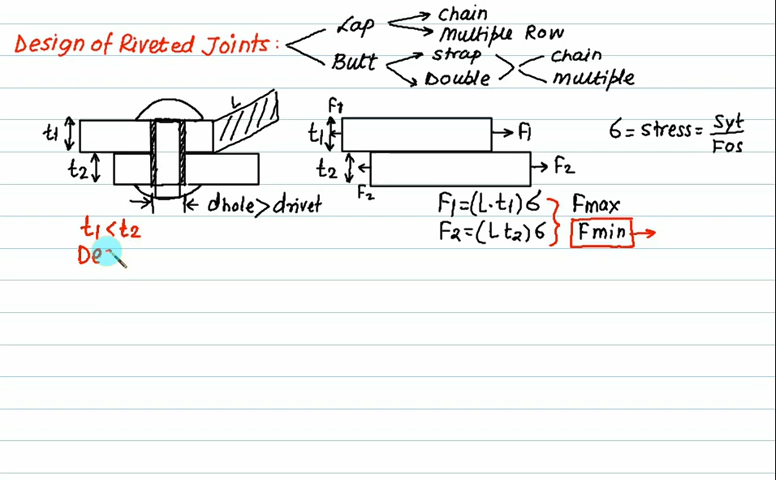 Design of Riveted Joints:
Lap
chain
multiple Row
Butt
strap
Double
chain
multiple
t1
t2
L
dhole > drivet
F1
t1
F1
t2
F2
F2
F1=(L·t1)6
F2=(L t2)6
Fmax
Fmin
6 = stress = Syt
Fos
t1 < t2
De